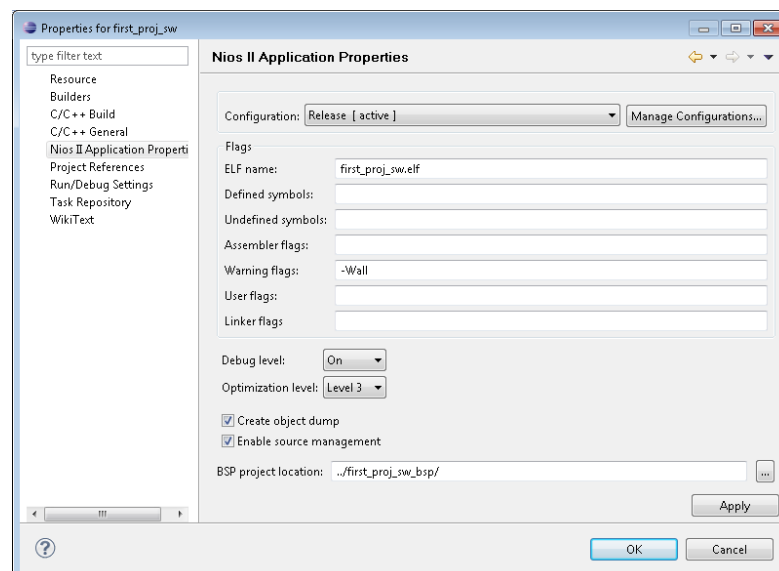 Properties for first_proj_sw
type filter text
Resource
Builders
C/C++ Build
C/C++ General
Nios II Application Properti
Project References
Run/Debug Settings
Task Repository
WikiText
Nios II Application Properties
Configuration: Release [ active ] Manage Configurations...
Flags
ELF name: first_proj_sw.elf
Defined symbols:
Undefined symbols:
Assembler flags:
Warning flags: -Wall
User flags:
Linker flags
Debug level: On
Optimization level: Level 3
Create object dump
Enable source management
BSP project location: ../first_proj_sw_bsp/ ...
Apply
? OK Cancel